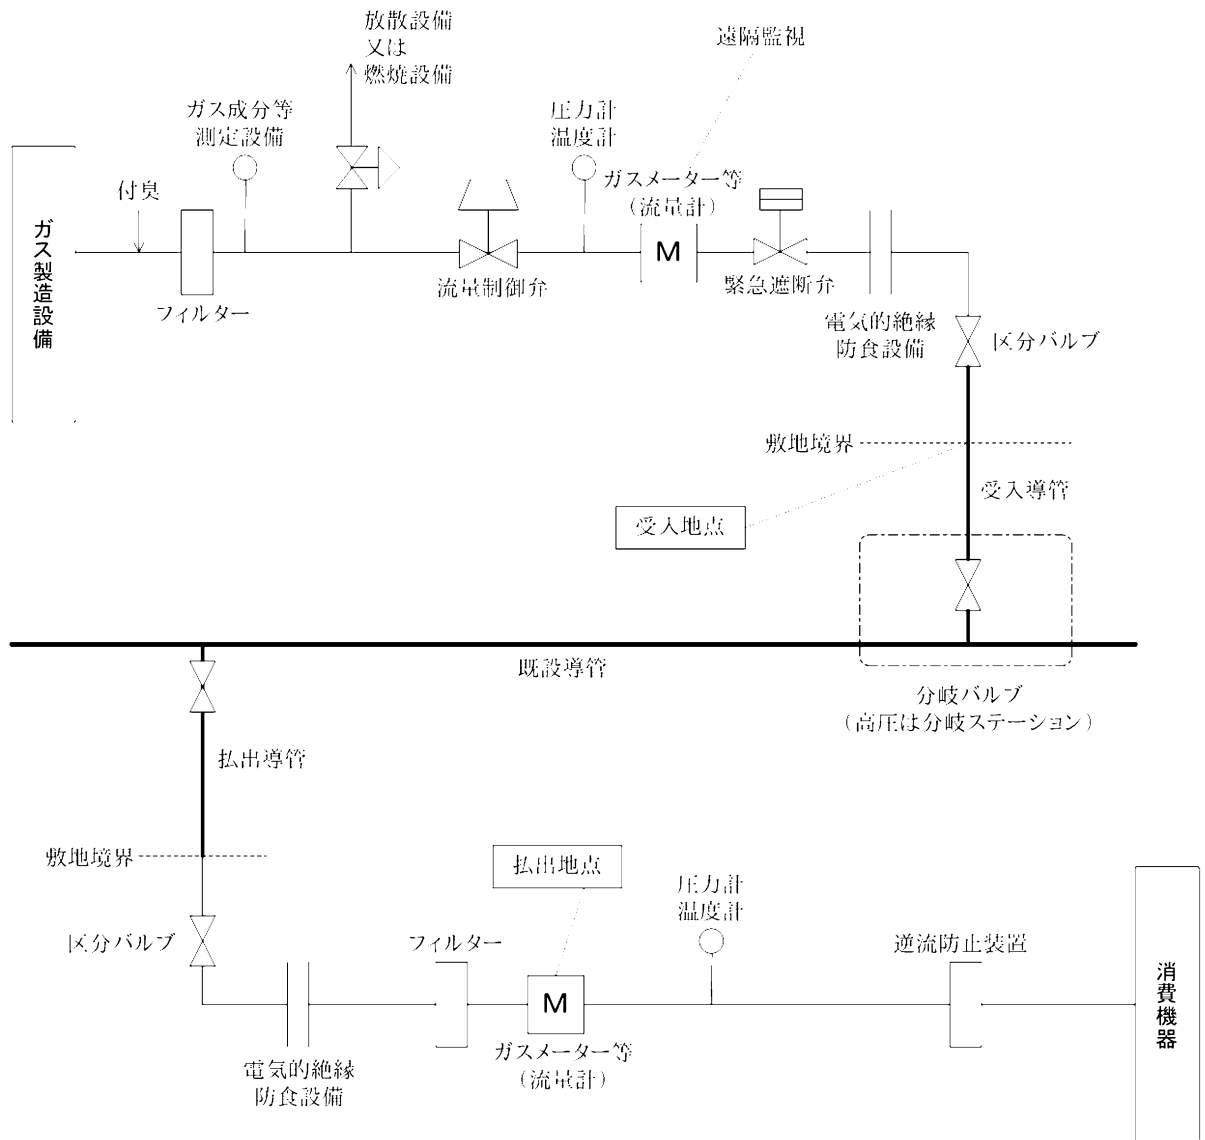 放散設備
又は
燃焼設備
遠隔監視
ガス成分等
測定設備
圧力計
温度計
付臭
ガスメーター等
(流量計)
M
ガス製造設備
フィルター
流量制御弁
緊急遮断弁
電気的絶縁
防食設備
区分バルブ
敷地境界
受入導管
受入地点
既設導管
分岐バルブ
(高圧は分岐ステーション)
払出導管
敷地境界
払出地点
圧力計
温度計
区分バルブ
フィルター
逆流防止装置
M
消費機器
電気的絶縁
防食設備
ガスメーター等
(流量計)